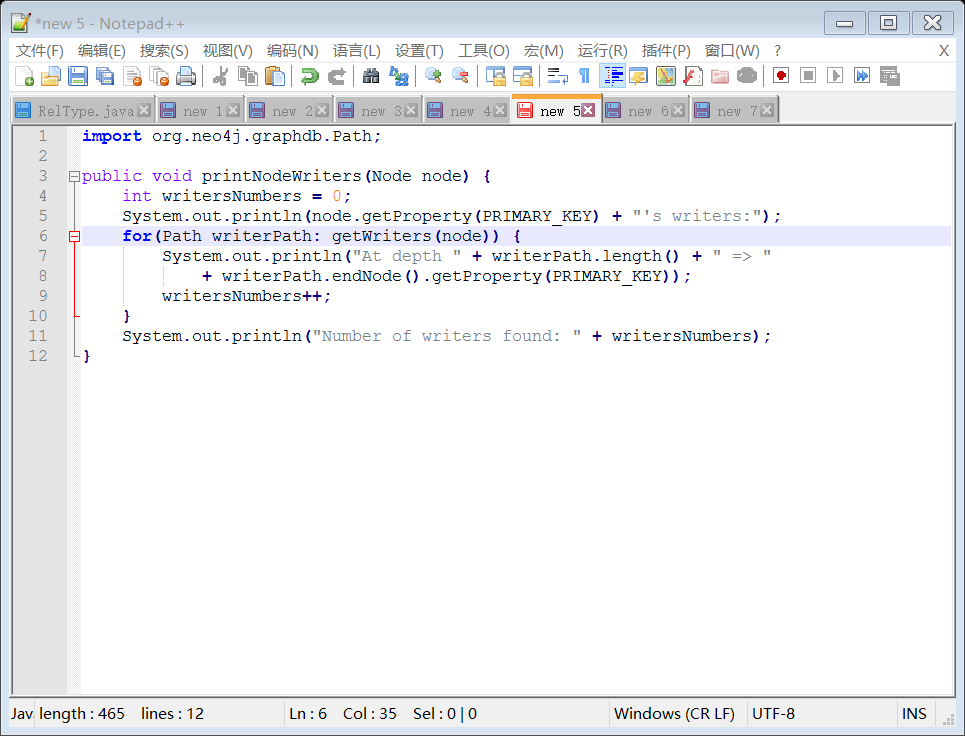 *new 5 - Notepad++
文件(F) 编辑(E) 搜索(S) 视图(V) 编码(N) 语言(L) 设置(T) 工具(O) 宏(M) 运行(R) 插件(P) 窗口(W) ? X
RelType.java new 1 new 2 new 3 new 4 new 5 new 6 new 7
1 import org.neo4j.graphdb.Path;
2
3 public void printNodeWriters(Node node) {
4 int writersNumbers = 0;
5 System.out.println(node.getProperty(PRIMARY_KEY) + "'s writers:");
6 for(Path writerPath: getWriters(node)) {
7 System.out.println("At depth " + writerPath.length() + " => "
8 + writerPath.endNode().getProperty(PRIMARY_KEY));
9 writersNumbers++;
10 }
11 System.out.println("Number of writers found: " + writersNumbers);
12 }
Jav length : 465 lines : 12 Ln : 6 Col : 35 Sel : 0 | 0 Windows (CR LF) UTF-8 INS